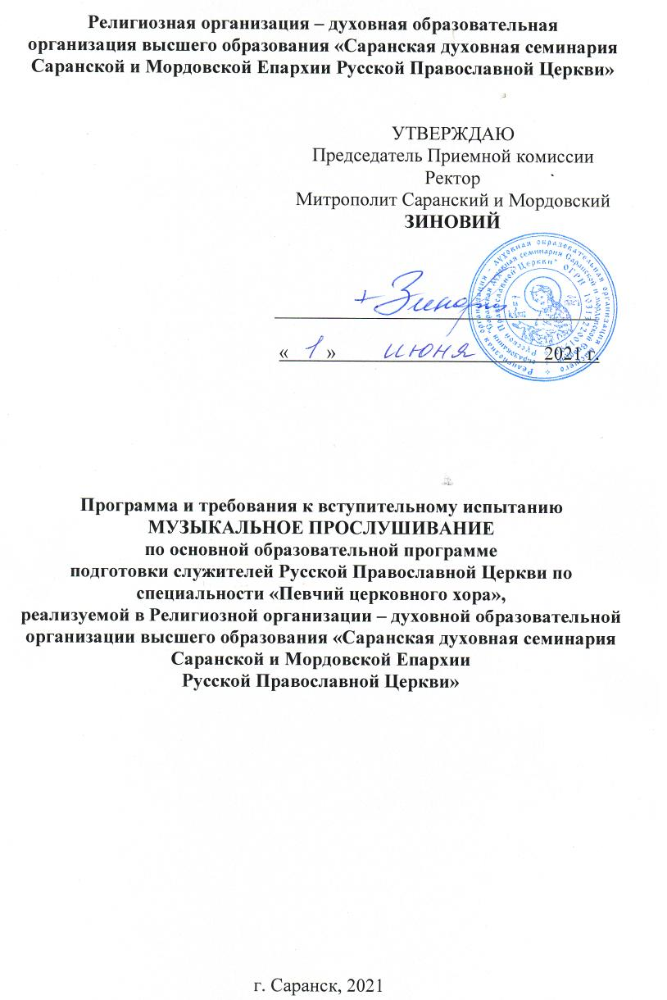 Религиозная организация – духовная образовательная
организация высшего образования «Саранская духовная семинария
Саранской и Мордовской Епархии Русской Православной Церкви»
УТВЕРЖДАЮ
Председатель Приемной комиссии
Ректор
Митрополит Саранский и Мордовский
ЗИНОВИЙ
+ Зиновий
« 1 » июня 2021 г.
Программа и требования к вступительному испытанию
МУЗЫКАЛЬНОЕ ПРОСЛУШИВАНИЕ
по основной образовательной программе
подготовки служителей Русской Православной Церкви по
специальности «Певчий церковного хора»,
реализуемой в Религиозной организации – духовной образовательной
организации высшего образования «Саранская духовная семинария
Саранской и Мордовской Епархии
Русской Православной Церкви»
г. Саранск, 2021